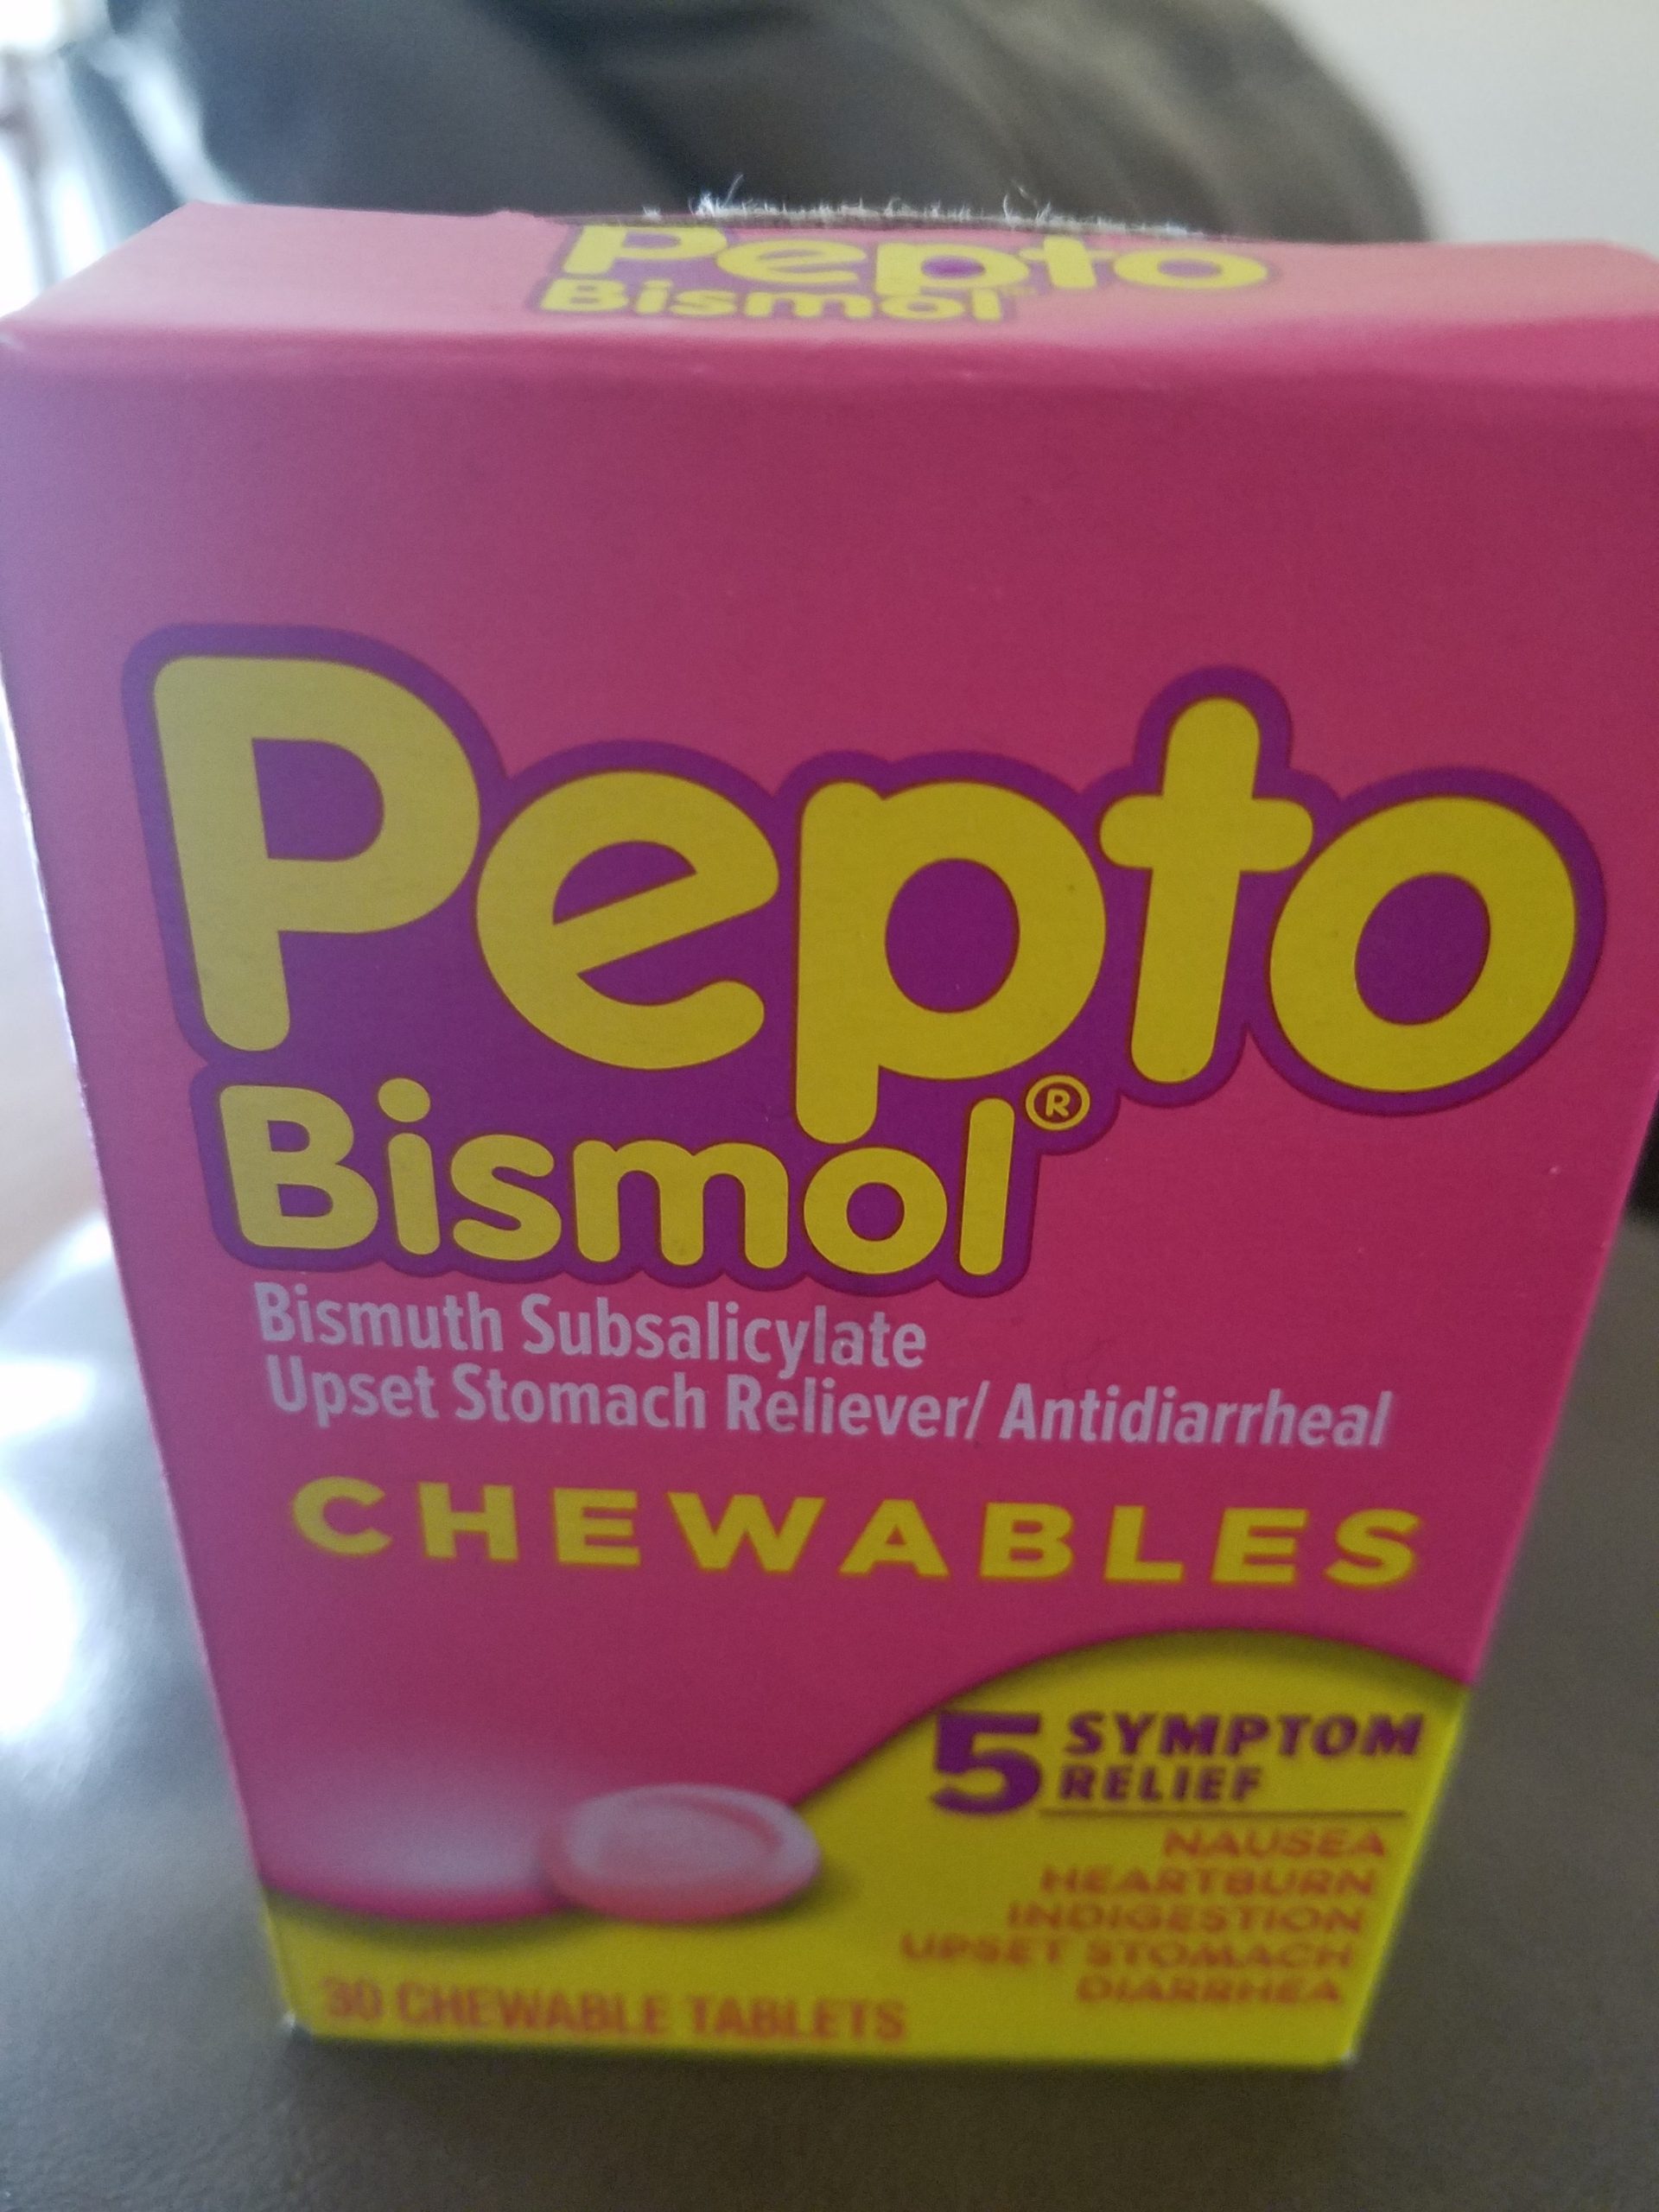 Pepto
Bismol
Pepto
Bismol®
Bismuth Subsalicylate
Upset Stomach Reliever/ Antidiarrheal
CHEWABLES
5 SYMPTOM
RELIEF
NAUSEA
HEARTBURN
INDIGESTION
UPSET STOMACH
DIARRHEA
30 CHEWABLE TABLETS